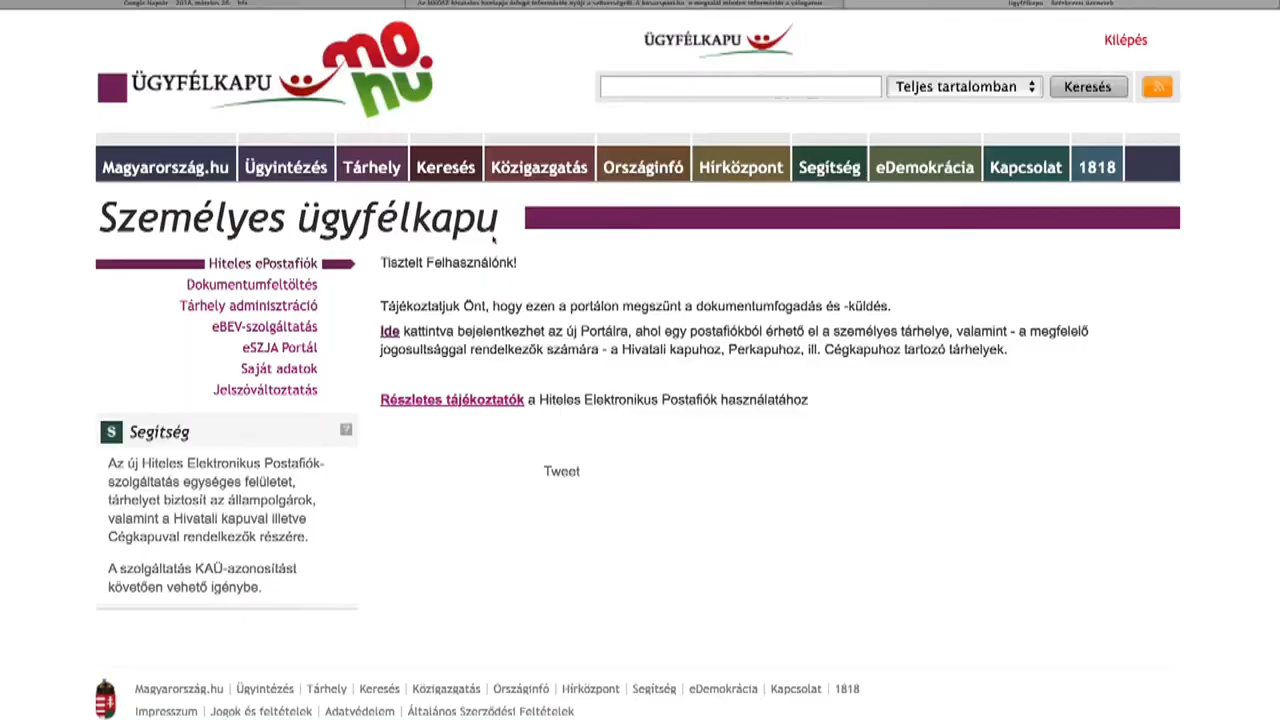 ÜGYFÉLKAPU
mo.
hu
ÜGYFÉLKAPU
Kilépés
Teljes tartalomban
Keresés
Magyarország.hu Ügyintézés Tárhely Keresés Közigazgatás Országinfó Hírközpont Segítség eDemokrácia Kapcsolat 1818
Személyes ügyfélkapu
Hiteles ePostafiók
Dokumentumfeltöltés
Tárhely adminisztráció
eBEV-szolgáltatás
eSZJA Portál
Saját adatok
Jelszóváltoztatás
S Segítség ?
Az új Hiteles Elektronikus Postafiók-
szolgáltatás egységes felületet,
tárhelyet biztosít az állampolgárok,
valamint a Hivatali kapuval illetve
Cégkapuval rendelkezők részére.
A szolgáltatás KAÜ-azonosítást
követően vehető igénybe.
Tisztelt Felhasználónk!
Tájékoztatjuk Önt, hogy ezen a portálon megszűnt a dokumentumfogadás és -küldés.
Ide kattintva bejelentkezhet az új Portálra, ahol egy postafiókból érhető el a személyes tárhelye, valamint - a megfelelő
jogosultsággal rendelkezők számára - a Hivatali kapuhoz, Perkapuhoz, ill. Cégkapuhoz tartozó tárhelyek.
Részletes tájékoztatók a Hiteles Elektronikus Postafiók használatához
Tweet
Magyarország.hu | Ügyintézés | Tárhely | Keresés | Közigazgatás | Országinfó | Hírközpont | Segítség | eDemokrácia | Kapcsolat | 1818
Impresszum | Jogok és feltételek | Adatvédelem | Általános Szerződési Feltételek